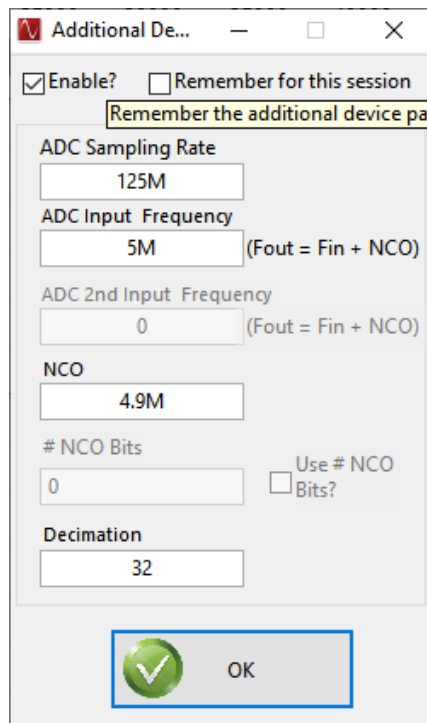 Additional De...
Enable? Remember for this session
Remember the additional device pa
ADC Sampling Rate
125M
ADC Input Frequency
5M (Fout = Fin + NCO)
ADC 2nd Input Frequency
0 (Fout = Fin + NCO)
NCO
4.9M
# NCO Bits
0 Use # NCO
Bits?
Decimation
32
OK